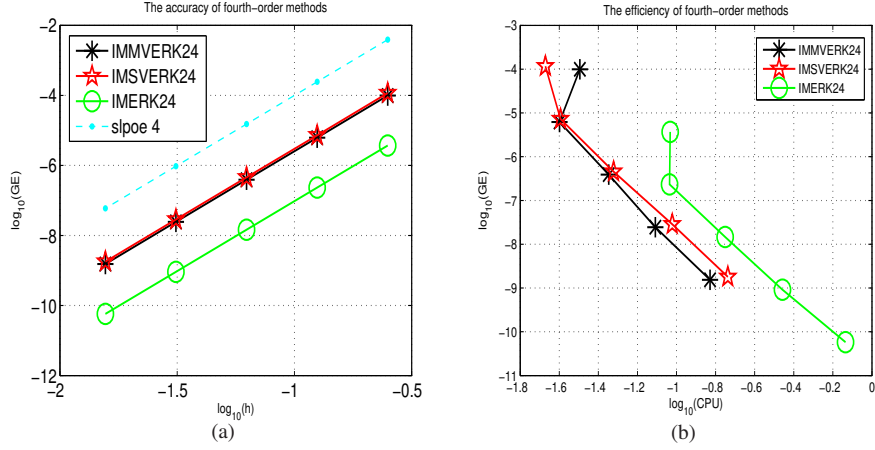 The accuracy of fourth-order methods
-2
-4
-6
-8
-10
-12
log10(GE)
IMMVERK24
IMSVERK24
IMERK24
slpoe 4
-2
-1.5
-1
-0.5
log10(h)
(a)
The efficiency of fourth-order methods
-3
-4
-5
-6
-7
-8
-9
-10
-11
log10(GE)
IMMVERK24
IMSVERK24
IMERK24
-1.8
-1.6
-1.4
-1.2
-1
-0.8
-0.6
-0.4
-0.2
0
log10(CPU)
(b)